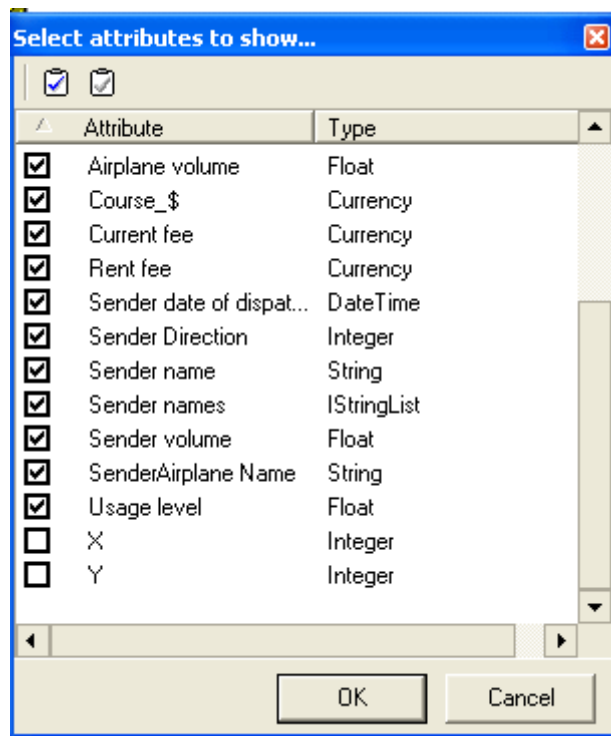 Select attributes to show...
Attribute Type
Airplane volume Float
Course_$ Currency
Current fee Currency
Rent fee Currency
Sender date of dispat... DateTime
Sender Direction Integer
Sender name String
Sender names IStringList
Sender volume Float
SenderAirplane Name String
Usage level Float
X Integer
Y Integer
OK Cancel